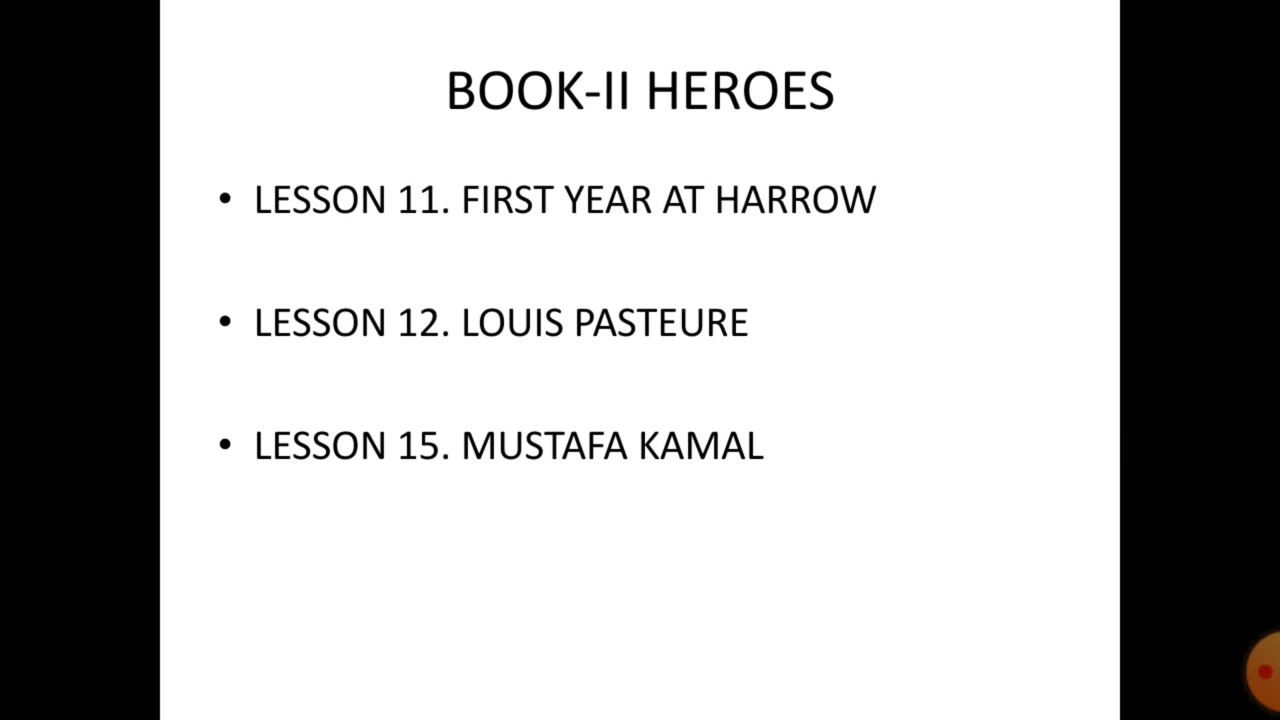 BOOK-II HEROES
• LESSON 11. FIRST YEAR AT HARROW
• LESSON 12. LOUIS PASTEURE
• LESSON 15. MUSTAFA KAMAL